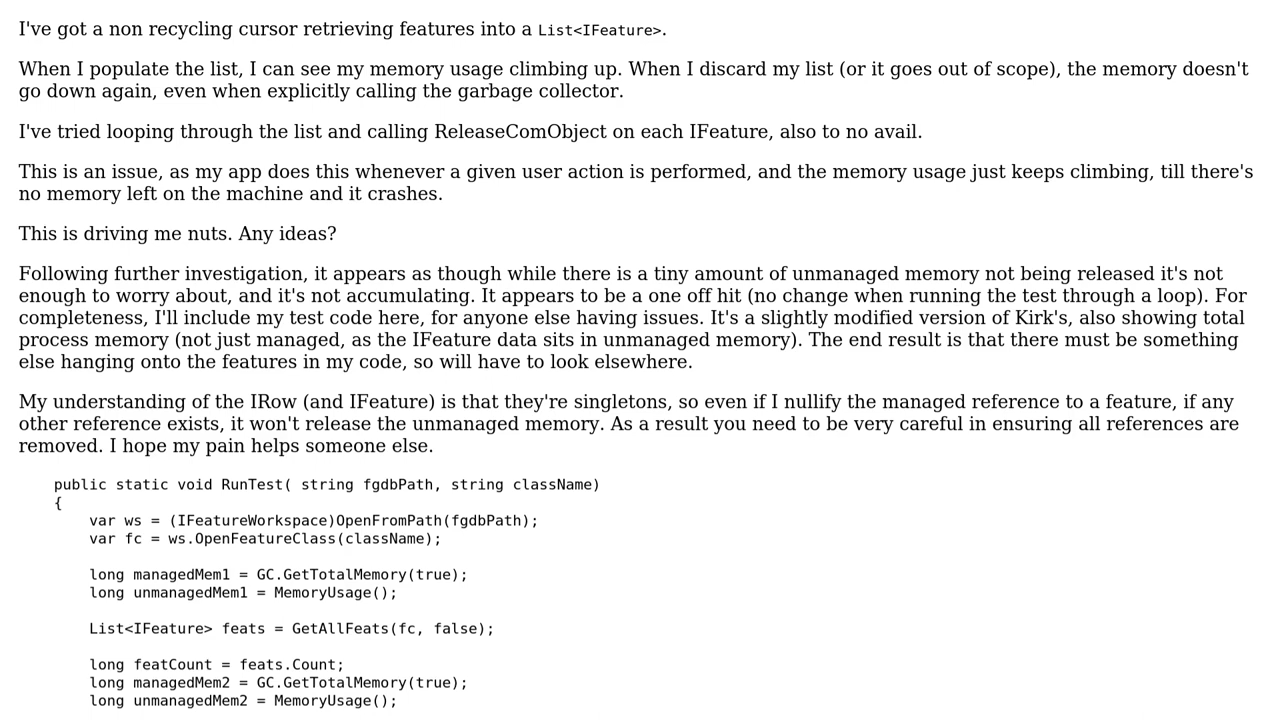 I've got a non recycling cursor retrieving features into a List<IFeature>.
When I populate the list, I can see my memory usage climbing up. When I discard my list (or it goes out of scope), the memory doesn't
go down again, even when explicitly calling the garbage collector.
I've tried looping through the list and calling ReleaseComObject on each IFeature, also to no avail.
This is an issue, as my app does this whenever a given user action is performed, and the memory usage just keeps climbing, till there's
no memory left on the machine and it crashes.
This is driving me nuts. Any ideas?
Following further investigation, it appears as though while there is a tiny amount of unmanaged memory not being released it's not
enough to worry about, and it's not accumulating. It appears to be a one off hit (no change when running the test through a loop). For
completeness, I'll include my test code here, for anyone else having issues. It's a slightly modified version of Kirk's, also showing total
process memory (not just managed, as the IFeature data sits in unmanaged memory). The end result is that there must be something
else hanging onto the features in my code, so will have to look elsewhere.
My understanding of the IRow (and IFeature) is that they're singletons, so even if I nullify the managed reference to a feature, if any
other reference exists, it won't release the unmanaged memory. As a result you need to be very careful in ensuring all references are
removed. I hope my pain helps someone else.
public static void RunTest( string fgdbPath, string className)
{
var ws = (IFeatureWorkspace)OpenFromPath(fgdbPath);
var fc = ws.OpenFeatureClass(className);
long managedMem1 = GC.GetTotalMemory(true);
long unmanagedMem1 = MemoryUsage();
List<IFeature> feats = GetAllFeats(fc, false);
long featCount = feats.Count;
long managedMem2 = GC.GetTotalMemory(true);
long unmanagedMem2 = MemoryUsage();